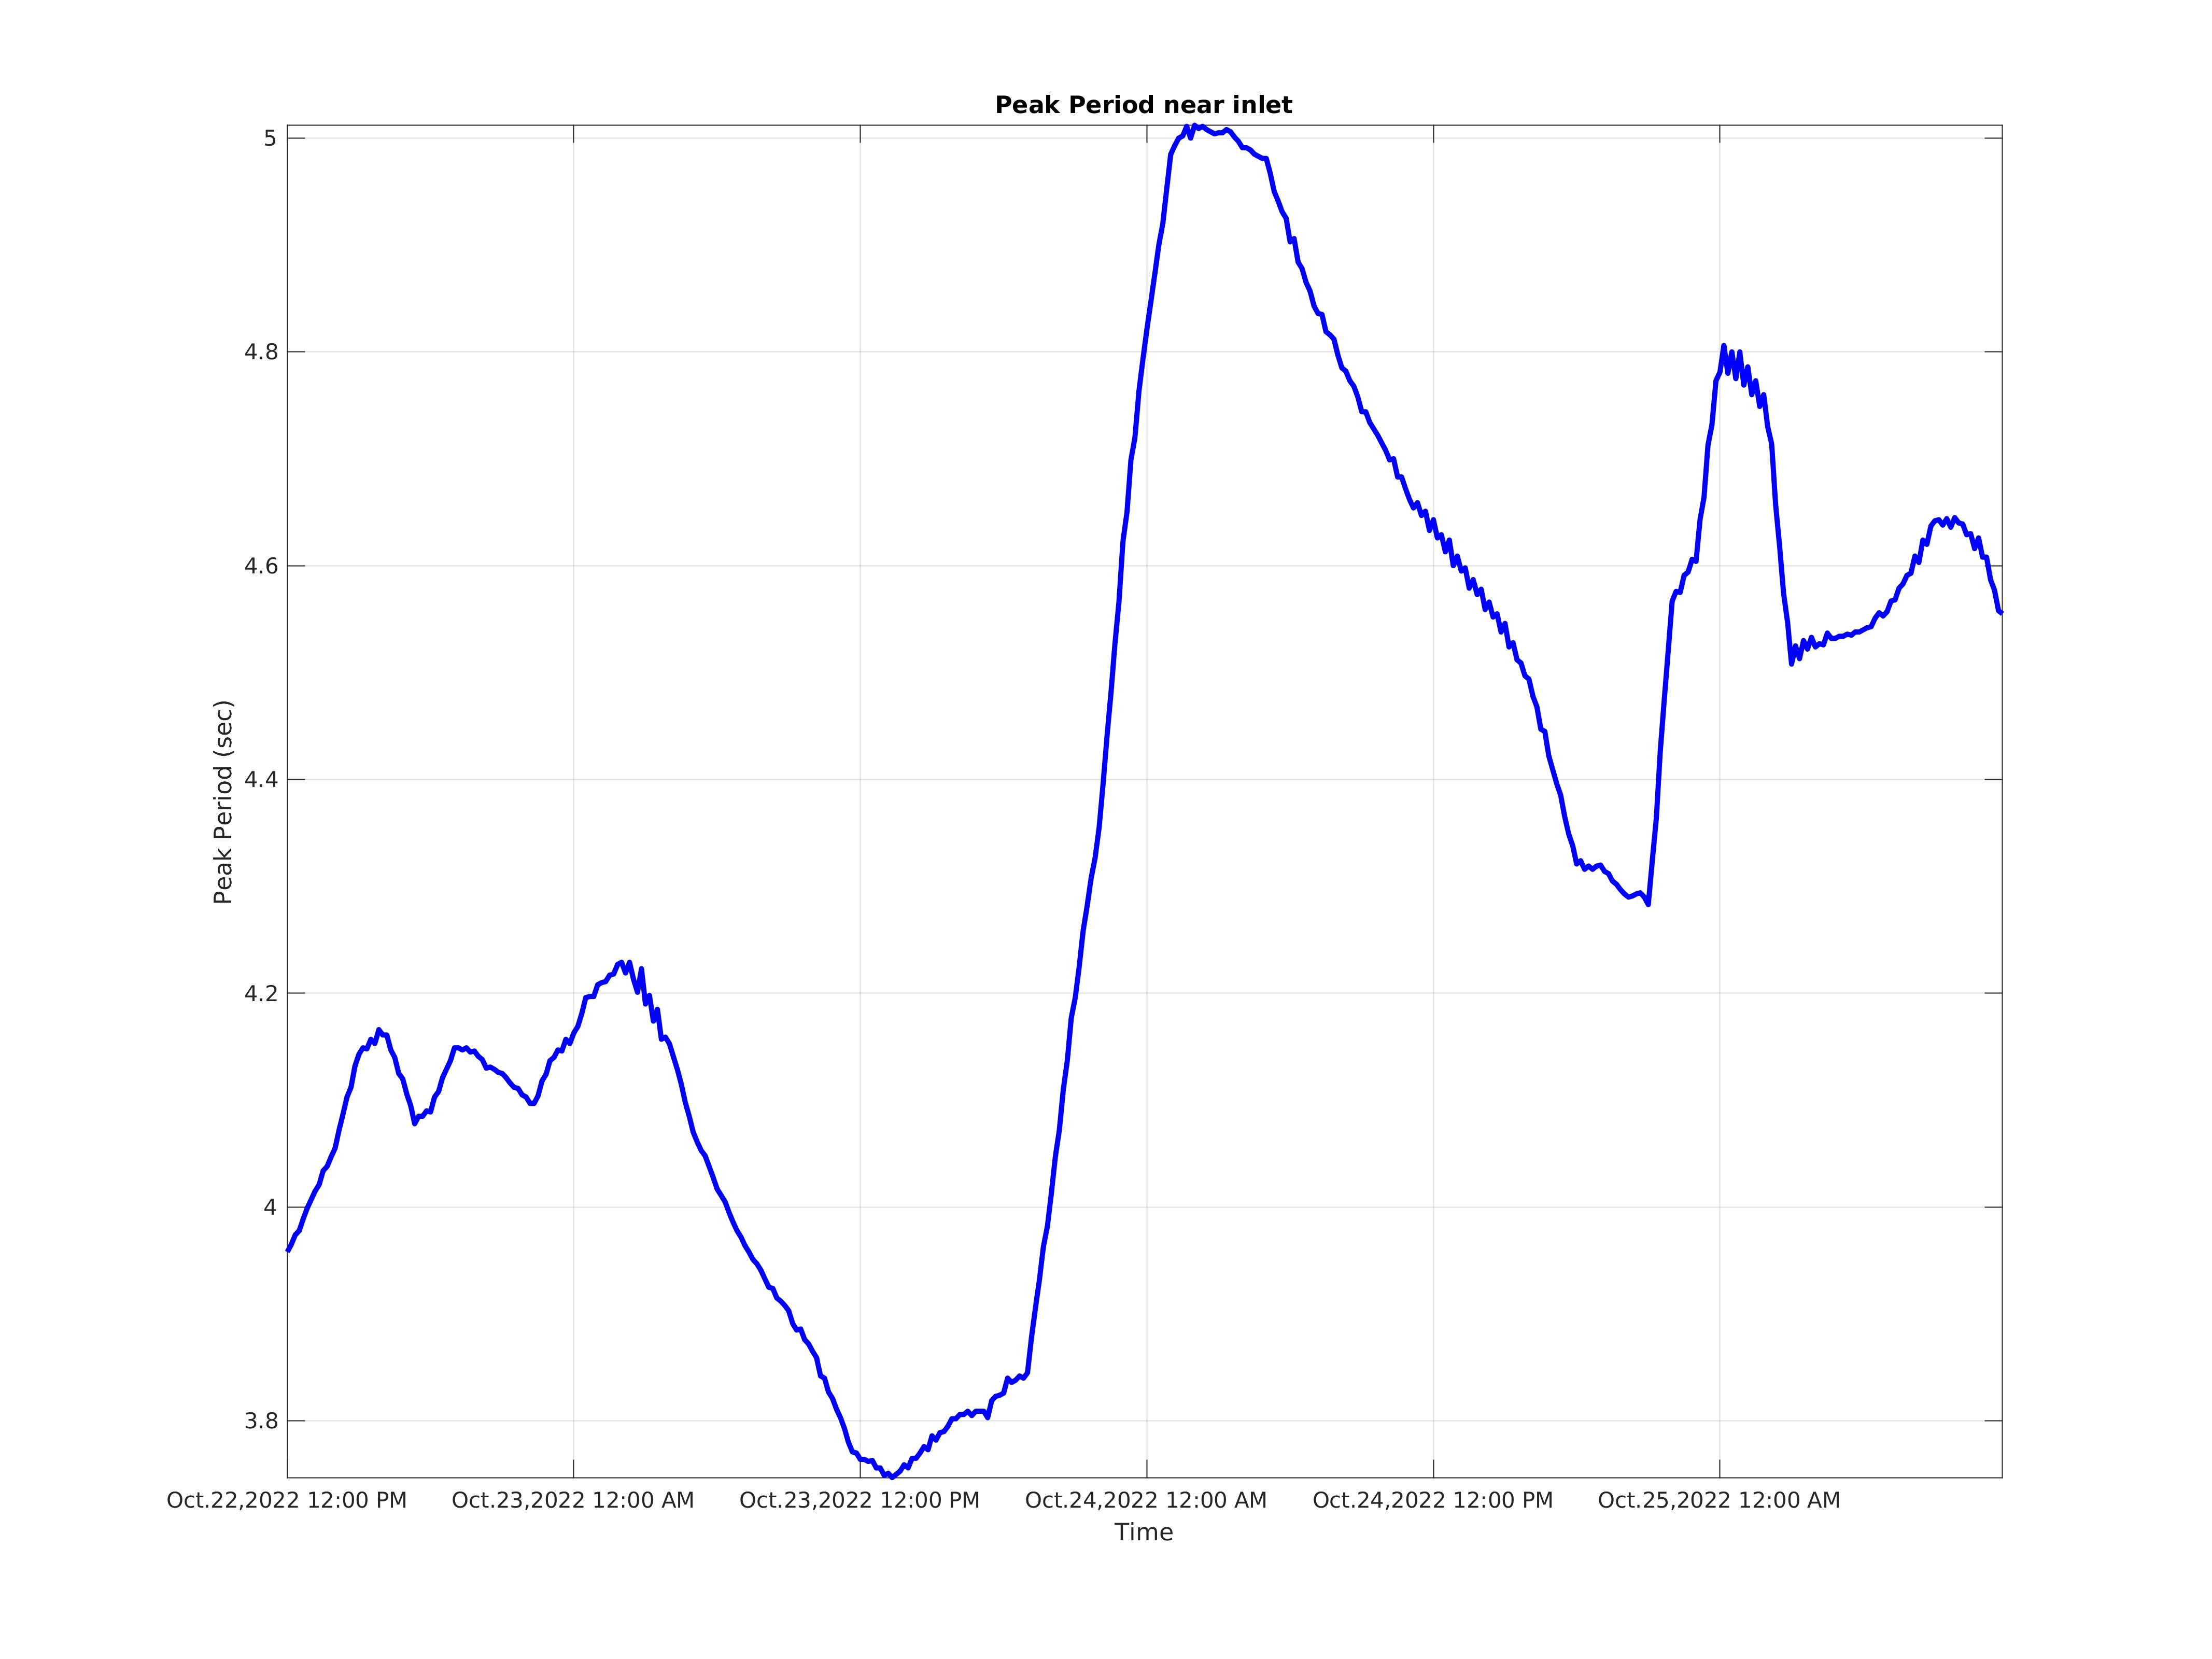 Peak Period near inlet
5
4.8
4.6
4.4
4.2
4
3.8
Peak Period (sec)
Oct.22,2022 12:00 PM
Oct.23,2022 12:00 AM
Oct.23,2022 12:00 PM
Oct.24,2022 12:00 AM
Oct.24,2022 12:00 PM
Oct.25,2022 12:00 AM
Time